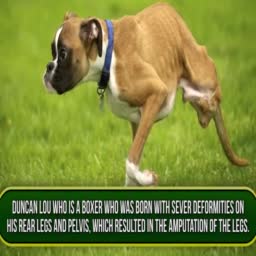 DUNCAN LOU WHO IS A BOXER WHO WAS BORN WITH SEVER DEFORMITIES ON
HIS REAR LEGS AND PELVIS, WHICH RESULTED IN THE AMPUTATION OF THE LEGS.